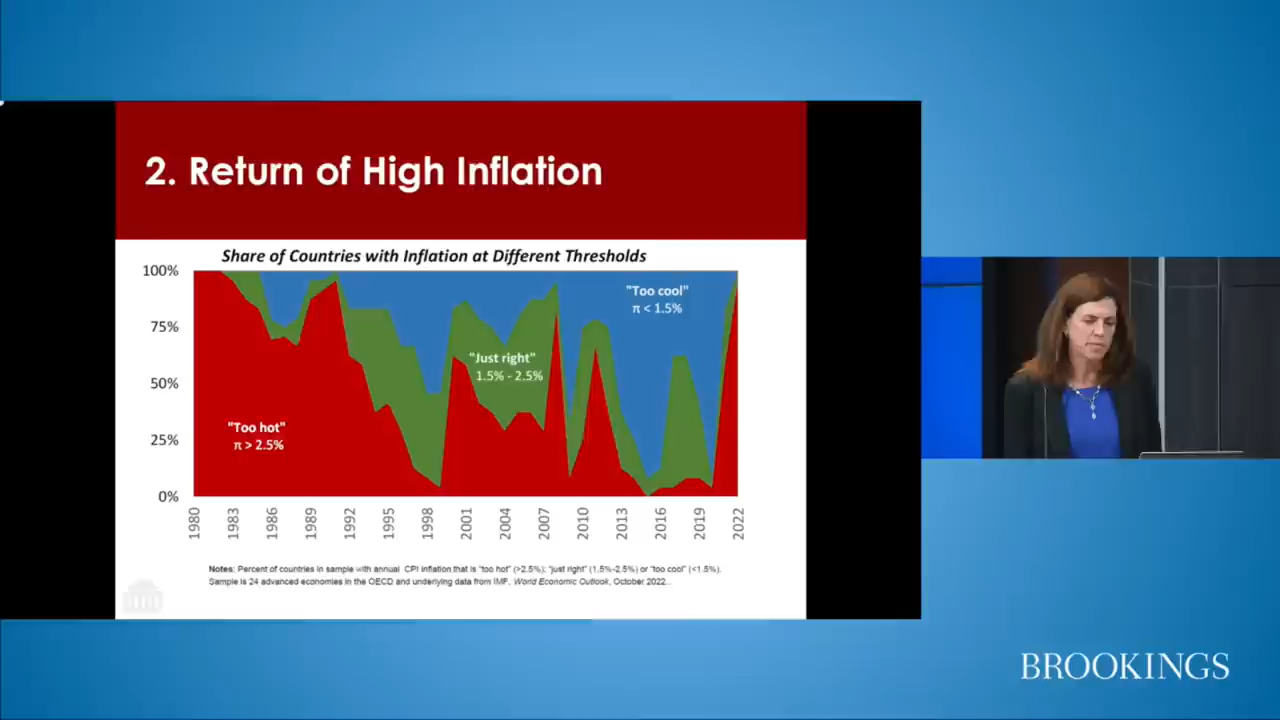 2. Return of High Inflation
Share of Countries with Inflation at Different Thresholds
100%
75%
50%
25%
0%
"Too cool"
π < 1.5%
"Just right"
1.5% - 2.5%
"Too hot"
π > 2.5%
1980
1983
1986
1989
1992
1995
1998
2001
2004
2007
2010
2013
2016
2019
2022
Notes: Percent of countries in sample with annual CPI inflation that is "too hot" (>2.5%); "just right" (1.5%-2.5%) or "too cool" (<1.5%).
Sample is 24 advanced economies in the OECD and underlying data from IMF, World Economic Outlook, October 2022.
BROOKINGS